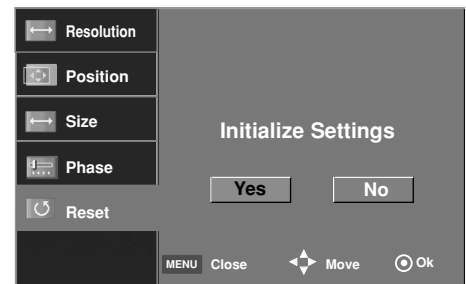 Resolution
Position
Size
Phase
Reset
Initialize Settings
Yes No
MENU Close Move Ok